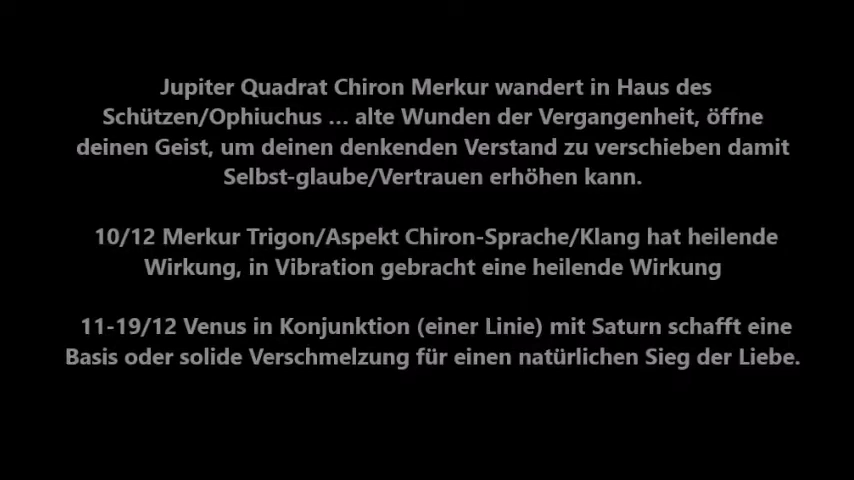 Jupiter Quadrat Chiron Merkur wandert in Haus des
Schützen/Ophiuchus ... alte Wunden der Vergangenheit, öffne
deinen Geist, um deinen denkenden Verstand zu verschieben damit
Selbst-glaube/Vertrauen erhöhen kann.
10/12 Merkur Trigon/Aspekt Chiron-Sprache/Klang hat heilende
Wirkung, in Vibration gebracht eine heilende Wirkung
11-19/12 Venus in Konjunktion (einer Linie) mit Saturn schafft eine
Basis oder solide Verschmelzung für einen natürlichen Sieg der Liebe.